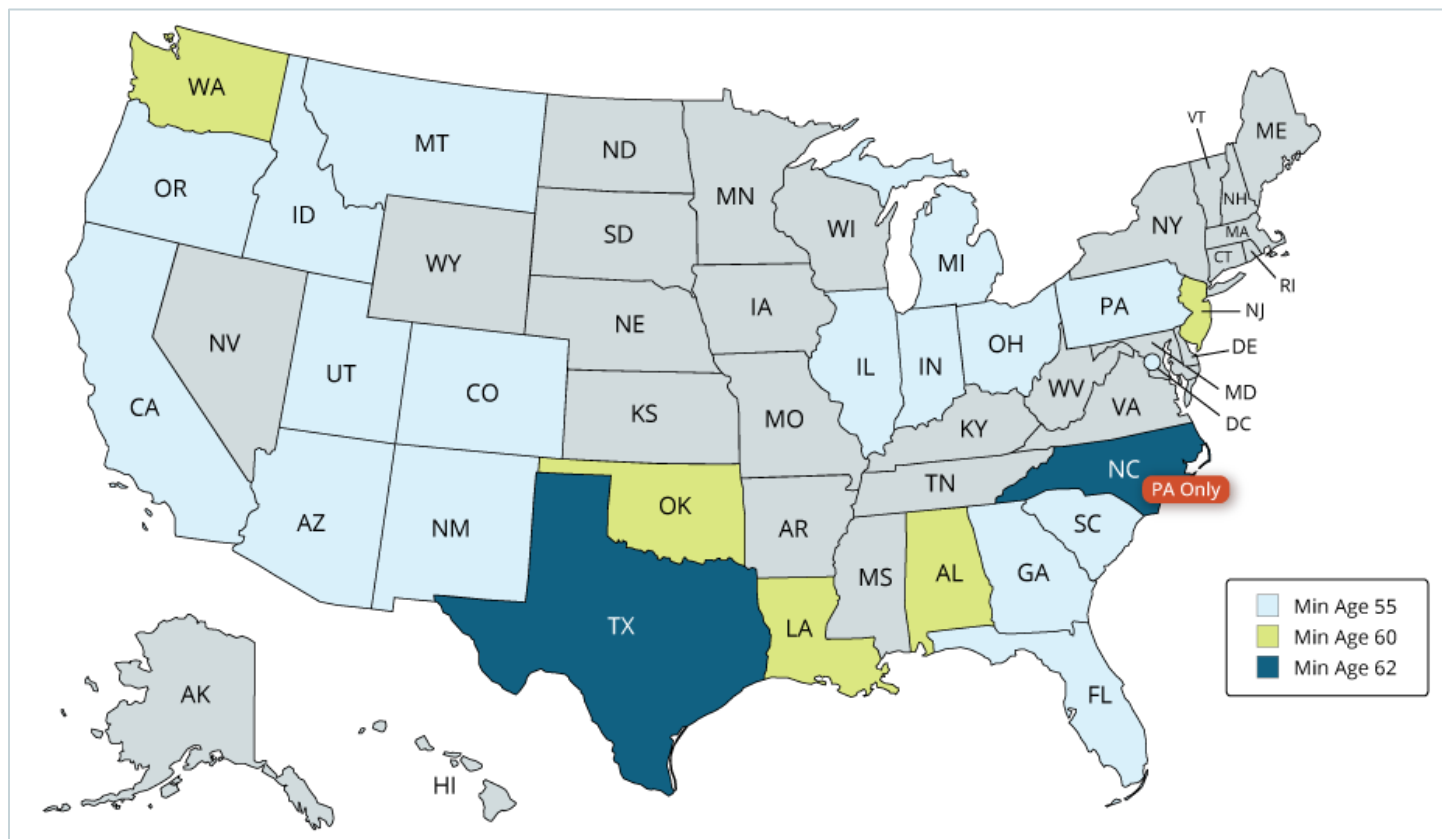 WA
MT
ND
MN
VT
ME
OR
ID
SD
WI
NY
NH
MA
CT
RI
WY
MI
IA
PA
NJ
NE
NV
UT
CO
IL
IN
OH
DE
MD
DC
WV
VA
CA
KS
MO
KY
NC
PA Only
TN
AZ
NM
OK
AR
SC
MS
AL
GA
TX
LA
FL
AK
HI
Min Age 55
Min Age 60
Min Age 62